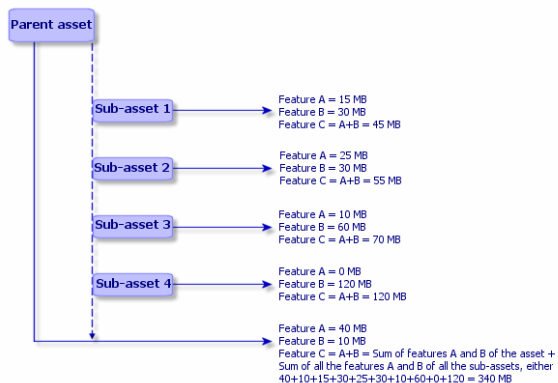 Parent asset
Sub-asset 1
Feature A = 15 MB
Feature B = 30 MB
Feature C = A+B = 45 MB
Sub-asset 2
Feature A = 25 MB
Feature B = 30 MB
Feature C = A+B = 55 MB
Sub-asset 3
Feature A = 10 MB
Feature B = 60 MB
Feature C = A+B = 70 MB
Sub-asset 4
Feature A = 0 MB
Feature B = 120 MB
Feature C = A+B = 120 MB
Feature A = 40 MB
Feature B = 10 MB
Feature C = A+B = Sum of features A and B of the asset +
Sum of all the features A and B of all the sub-assets, either
40+10+15+30+25+30+10+60+0+120 = 340 MB